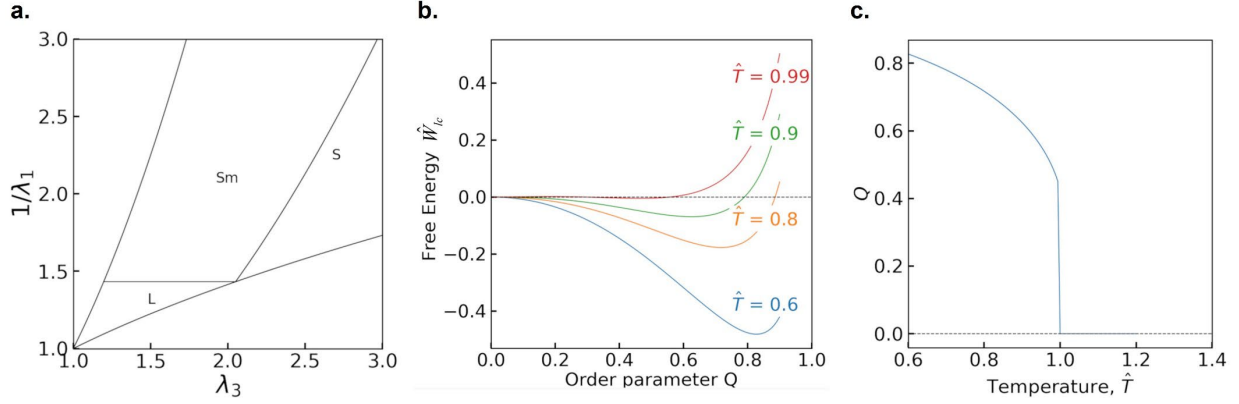 a.
3.0
2.5
2.0
1.5
1.0
1/λ₁
S
Sm
L
1.0 1.5 2.0 2.5 3.0
λ₃
b.
0.4
0.2
0.0
−0.2
−0.4
Free Energy Ŵ_lc
T̂ = 0.99
T̂ = 0.9
T̂ = 0.8
T̂ = 0.6
0.0 0.2 0.4 0.6 0.8 1.0
Order parameter Q
c.
0.8
0.6
0.4
0.2
0.0
Q
0.6 0.8 1.0 1.2 1.4
Temperature, T̂